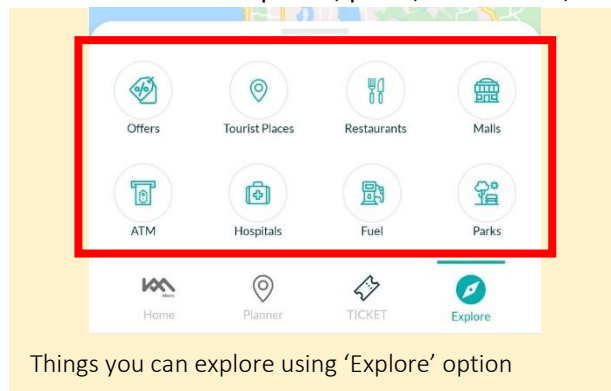 Offers Tourist Places Restaurants Malls
ATM Hospitals Fuel Parks
Home Planner TICKET Explore
Things you can explore using ‘Explore’ option